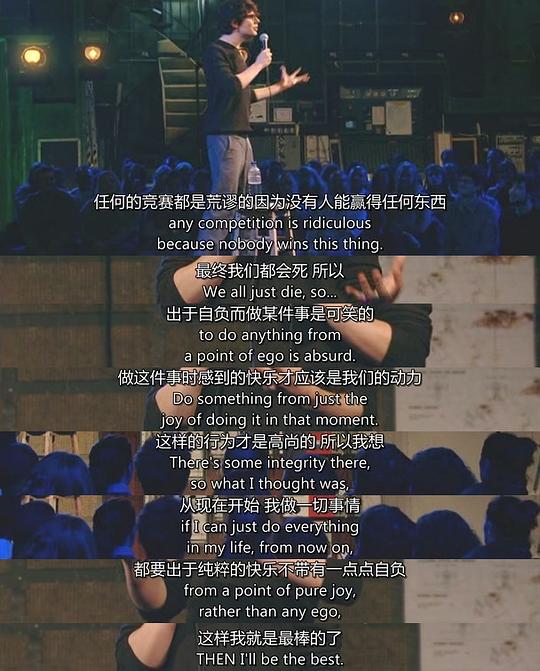 任何的竞赛都是荒谬的因为没有人能赢得任何东西
any competition is ridiculous
because nobody wins this thing.
最终我们都会死 所以
We all just die, so...
出于自负而做某件事是可笑的
to do anything from
a point of ego is absurd.
做这件事时感到的快乐才应该是我们的动力
Do something from just the
joy of doing it in that moment.
这样的行为才是高尚的 所以我想
There's some integrity there,
so what I thought was,
从现在开始 我做一切事情
if I can just do everything
in my life, from now on,
都要出于纯粹的快乐不带有一点点自负
from a point of pure joy,
rather than any ego,
这样我就是最棒的了
THEN I'll be the best.